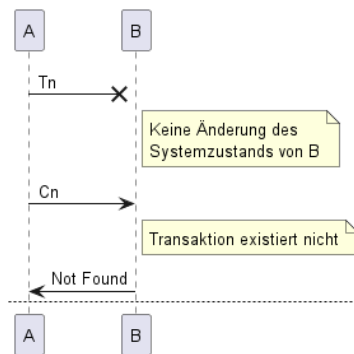 A B
Tn
Keine Änderung des
Systemzustands von B
Cn
Transaktion existiert nicht
Not Found
A B